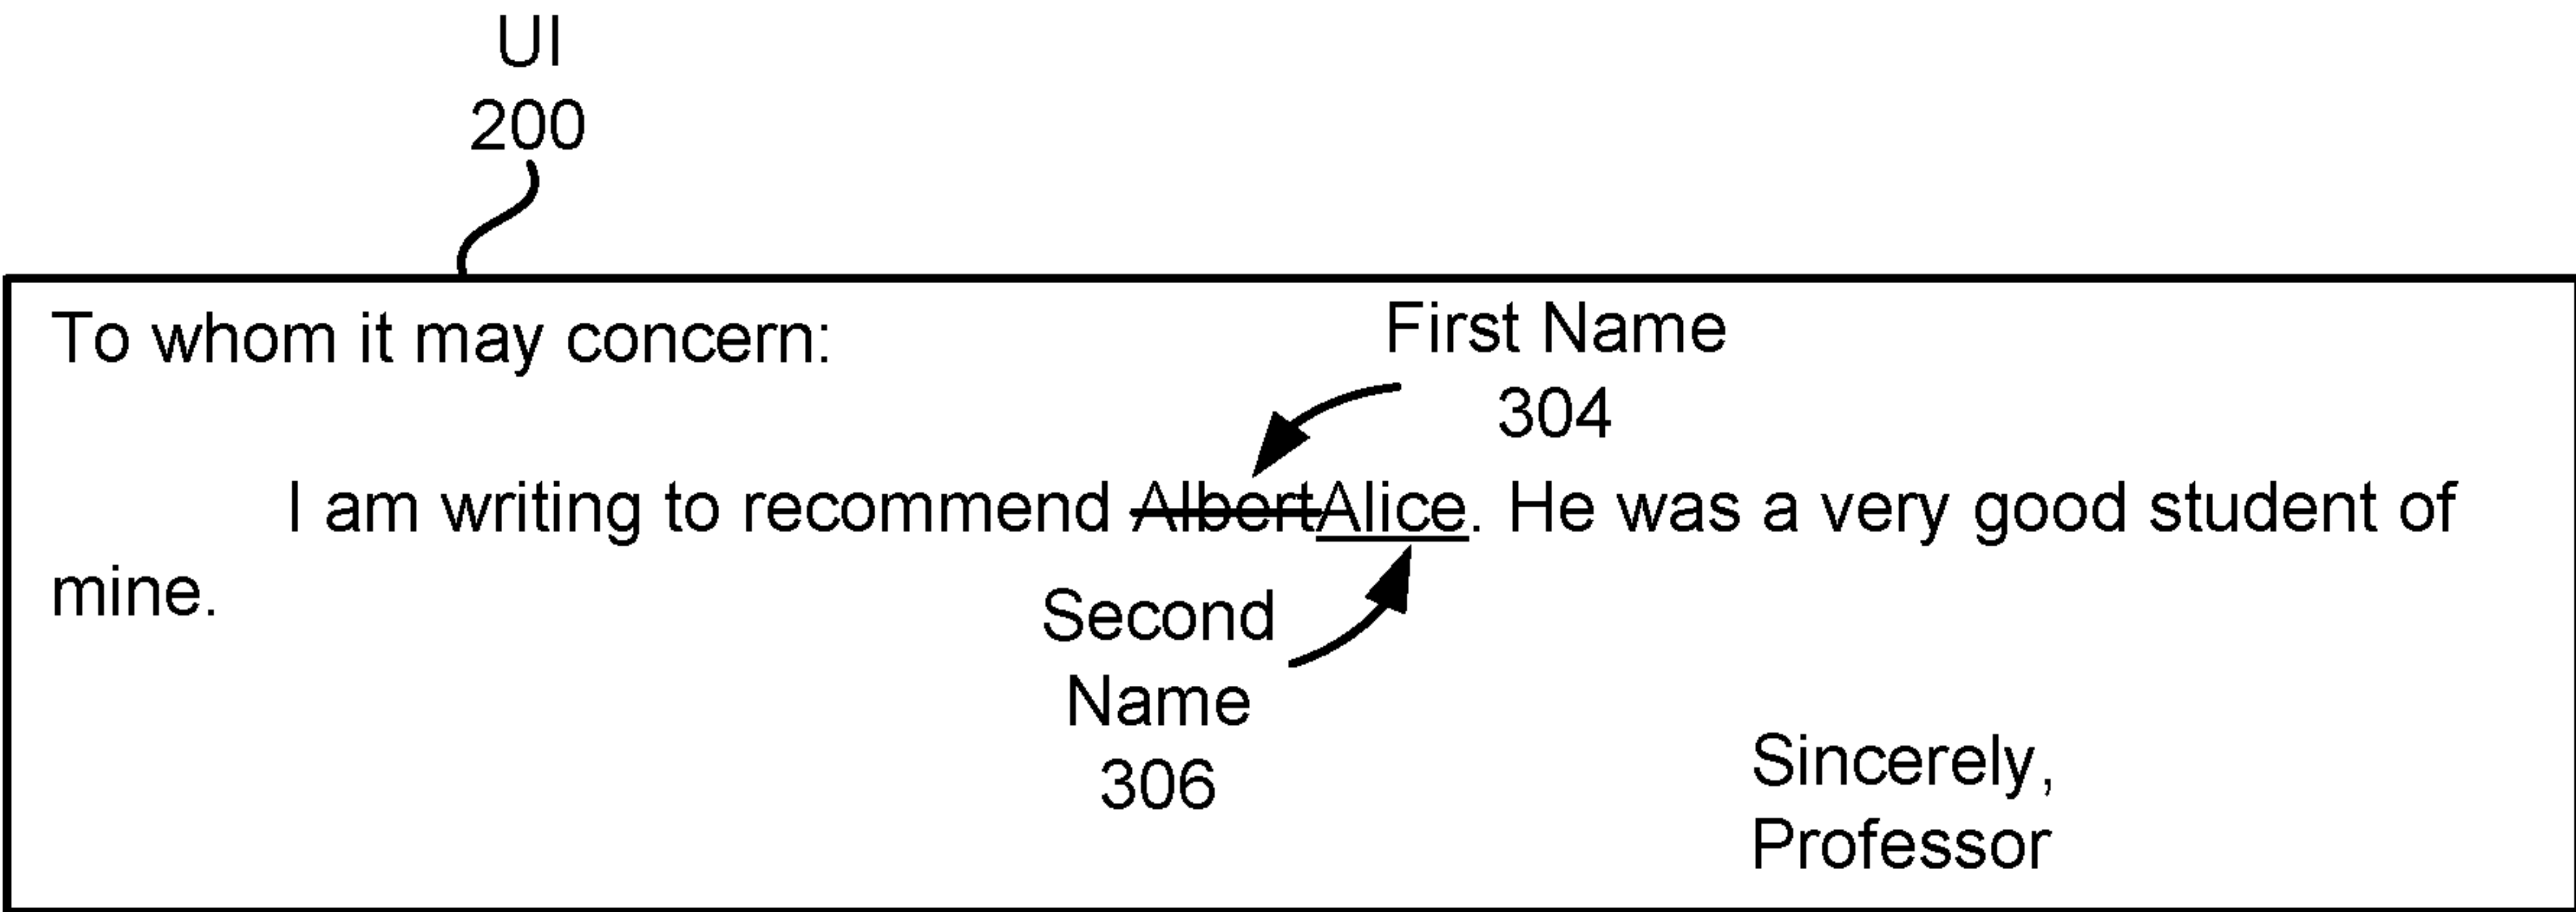 UI
200
To whom it may concern:
First Name
304
I am writing to recommend AlbertAlice. He was a very good student of
mine.
Second
Name
306
Sincerely,
Professor